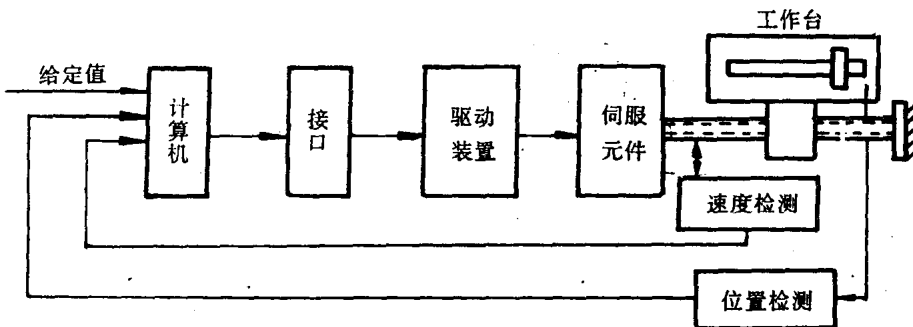 工作台
给定值
计算机
接口
驱动
装置
伺服
元件
速度检测
位置检测